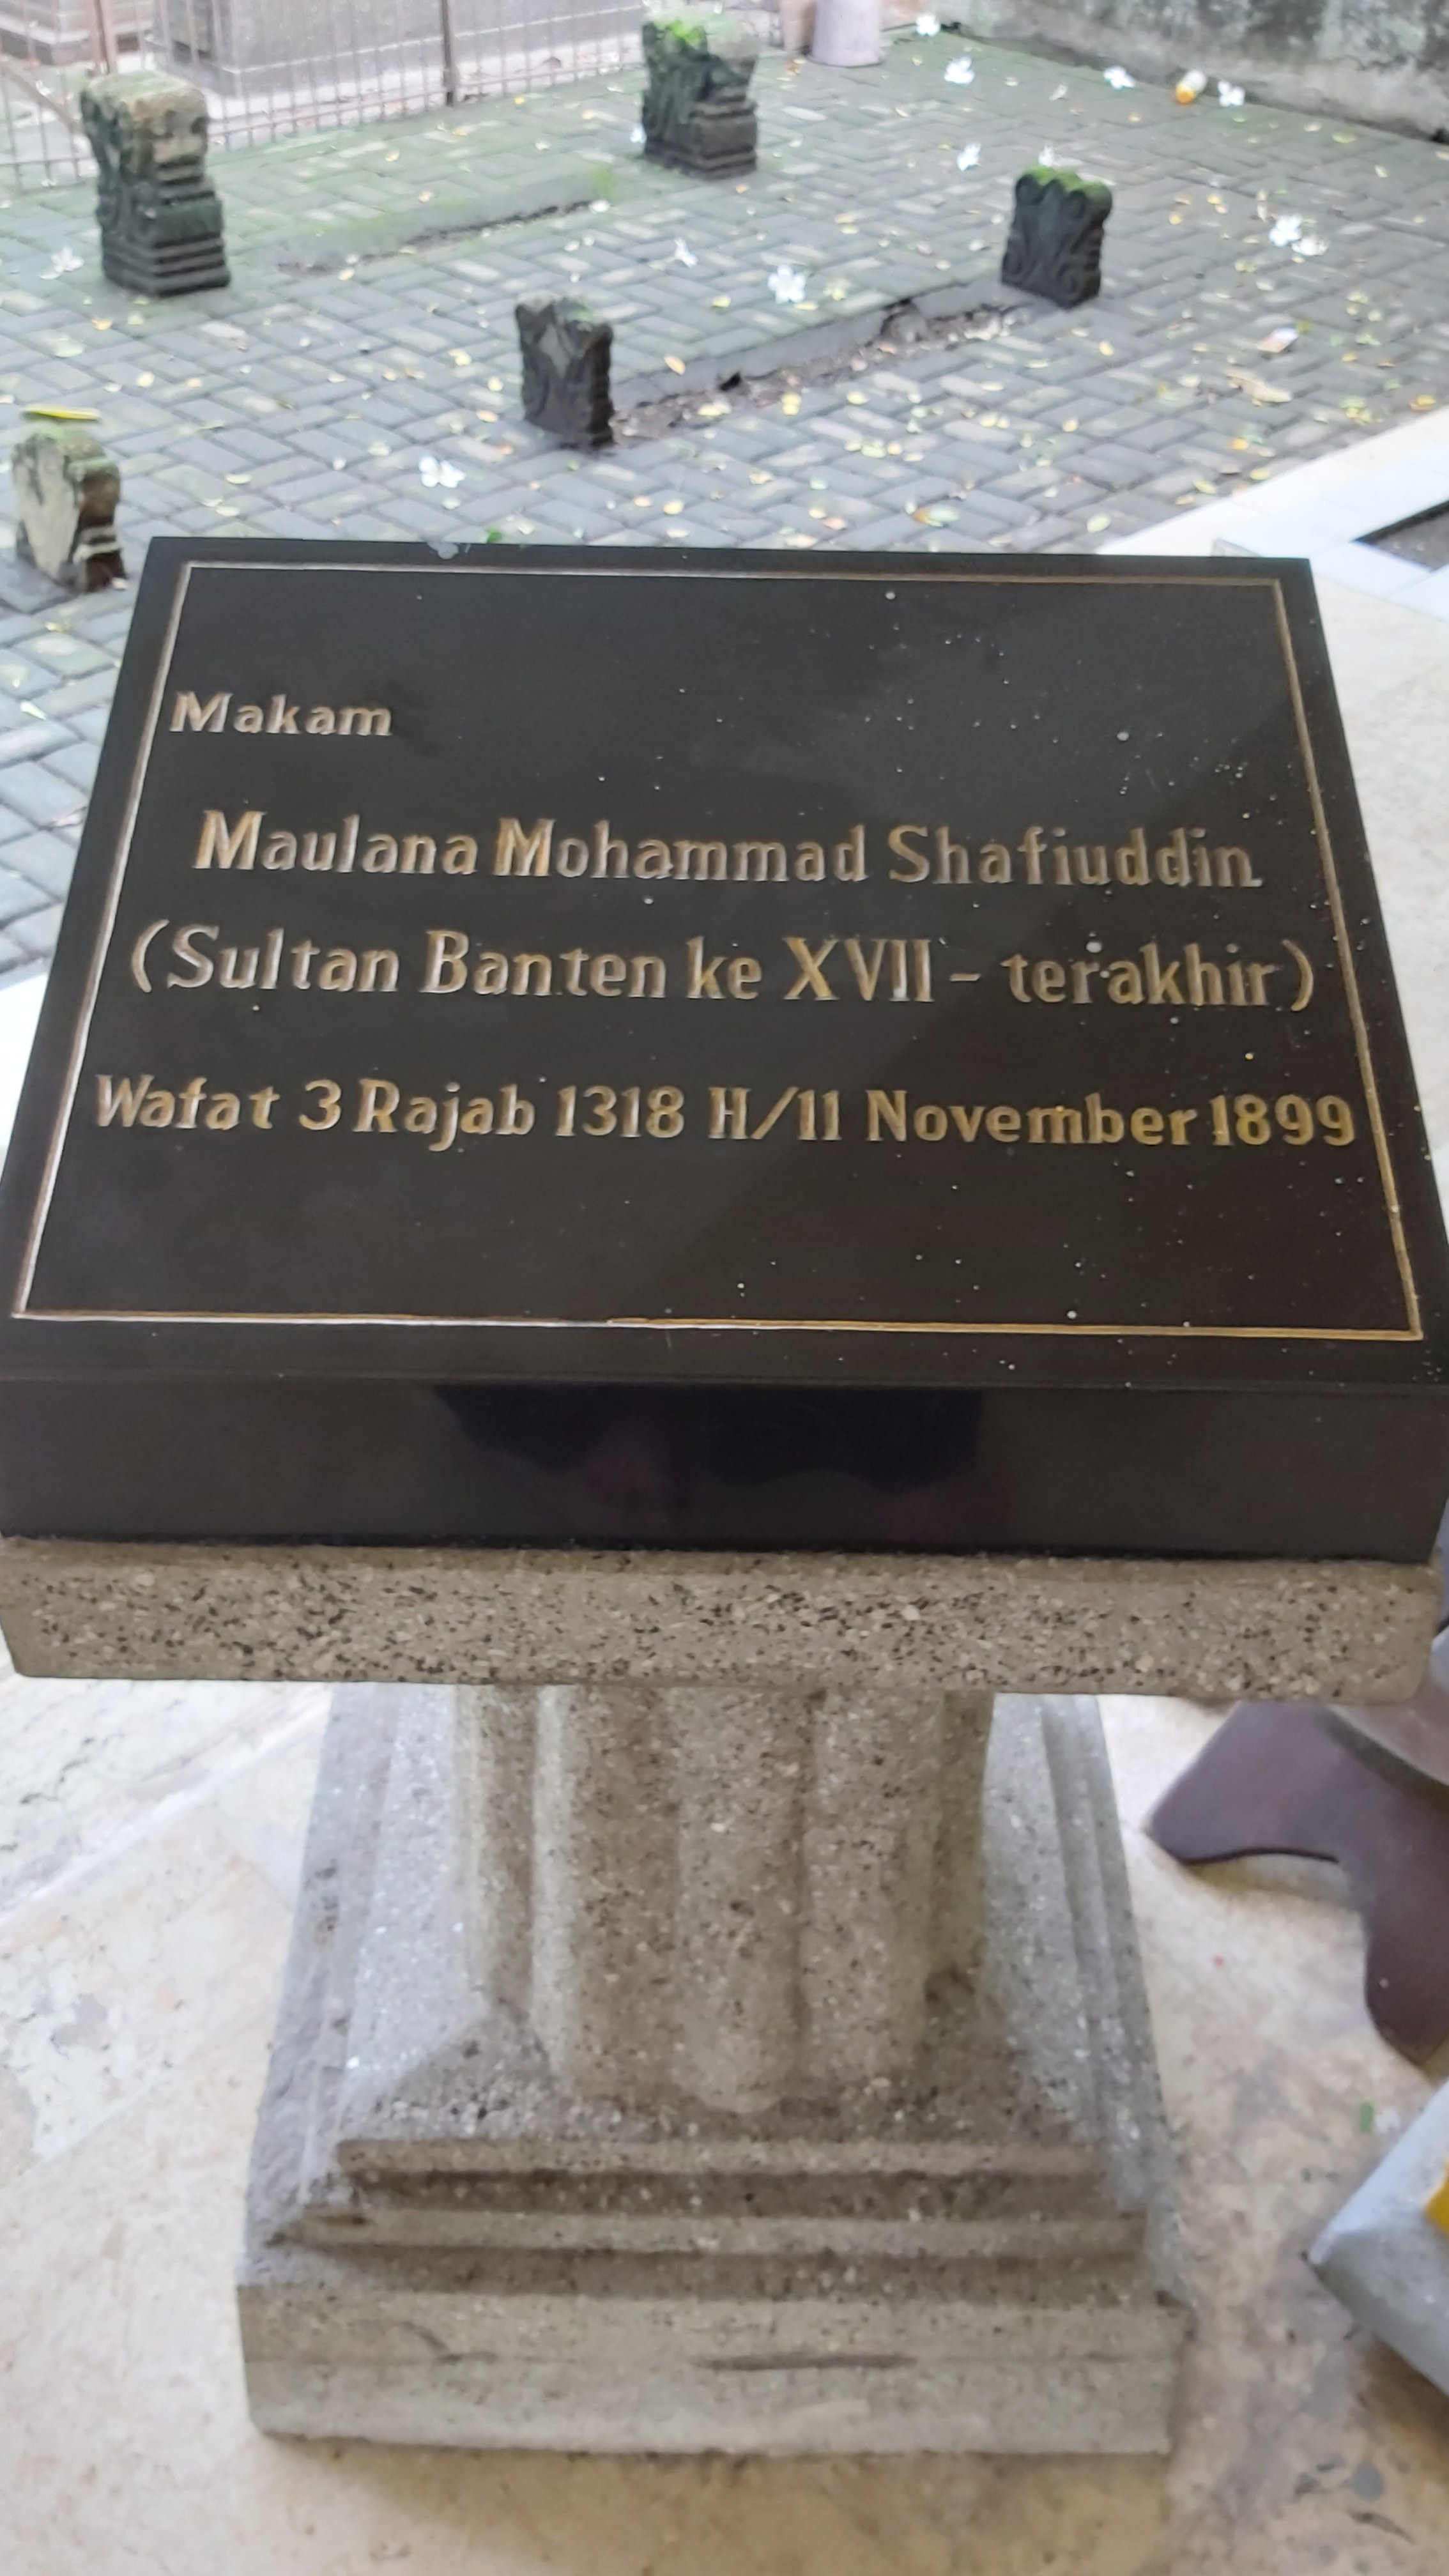 Makam
Maulana Mohammad Shafiuddin
(Sultan Banten ke XVII - terakhir)
Wafat 3 Rajab 1318 H/11 November 1899